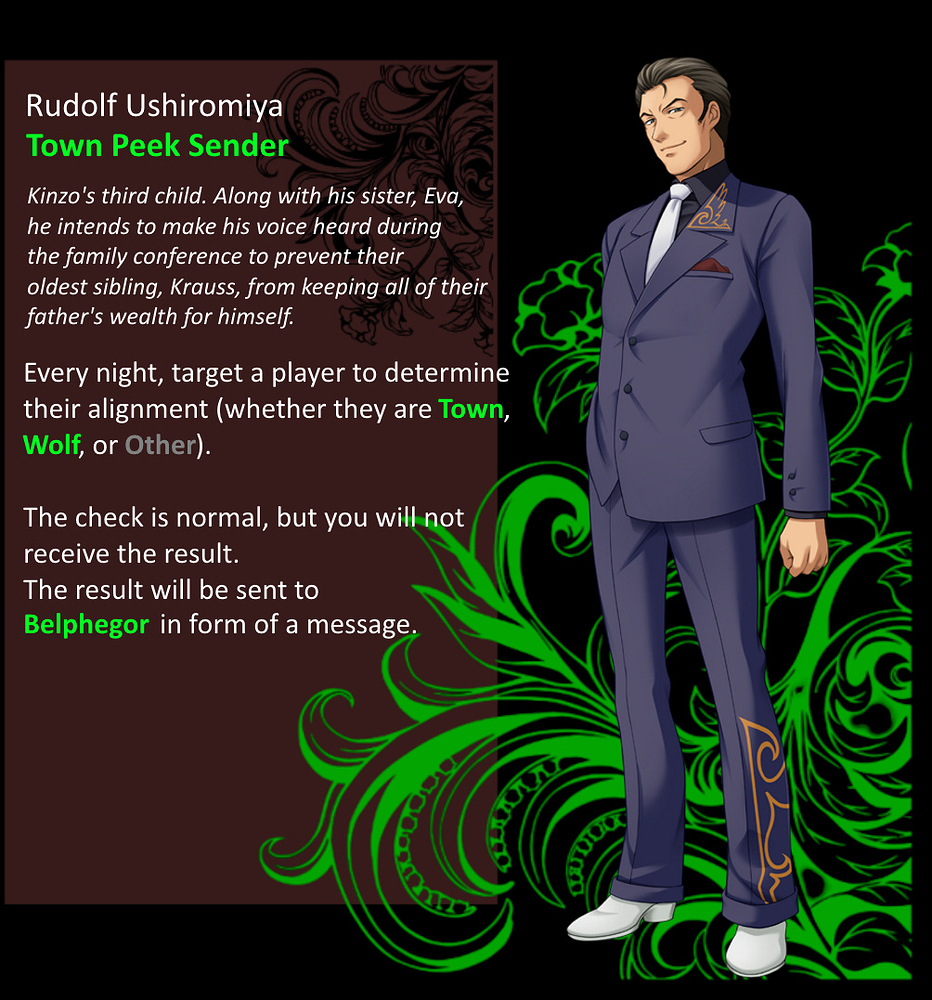 Rudolf Ushiromiya
Town Peek Sender
Kinzo's third child. Along with his sister, Eva,
he intends to make his voice heard during
the family conference to prevent their
oldest sibling, Krauss, from keeping all of their
father's wealth for himself.
Every night, target a player to determine
their alignment (whether they are Town,
Wolf, or Other).
The check is normal, but you will not
receive the result.
The result will be sent to
Belphegor in form of a message.